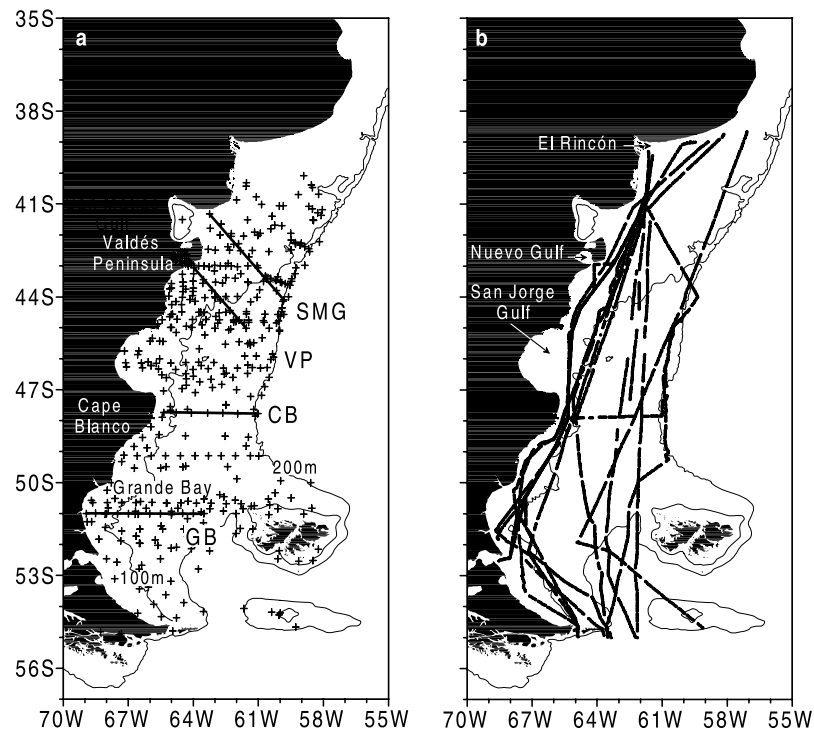 a
35S
38S
41S
44S
47S
50S
53S
56S
Gulf
Valdés
Peninsula
SMG
VP
Cape
Blanco
CB
200m
Grande Bay
GB
100m
70W 67W 64W 61W 58W 55W
b
El Rincón
Nuevo Gulf
San Jorge
Gulf
70W 67W 64W 61W 58W 55W